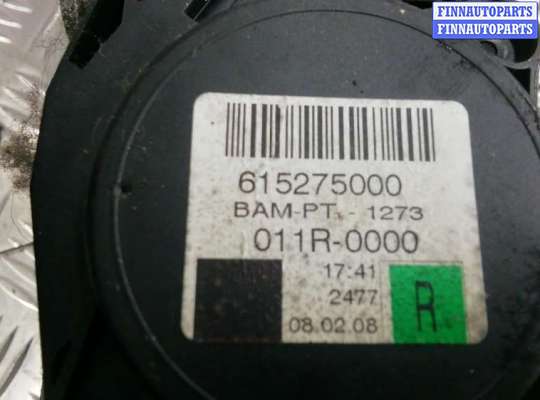 FINNAUTOPARTS
FINNAUTOPARTS
615275000
BAM-PT - 1273
011R-0000
17:41
2477
08.02.08
R